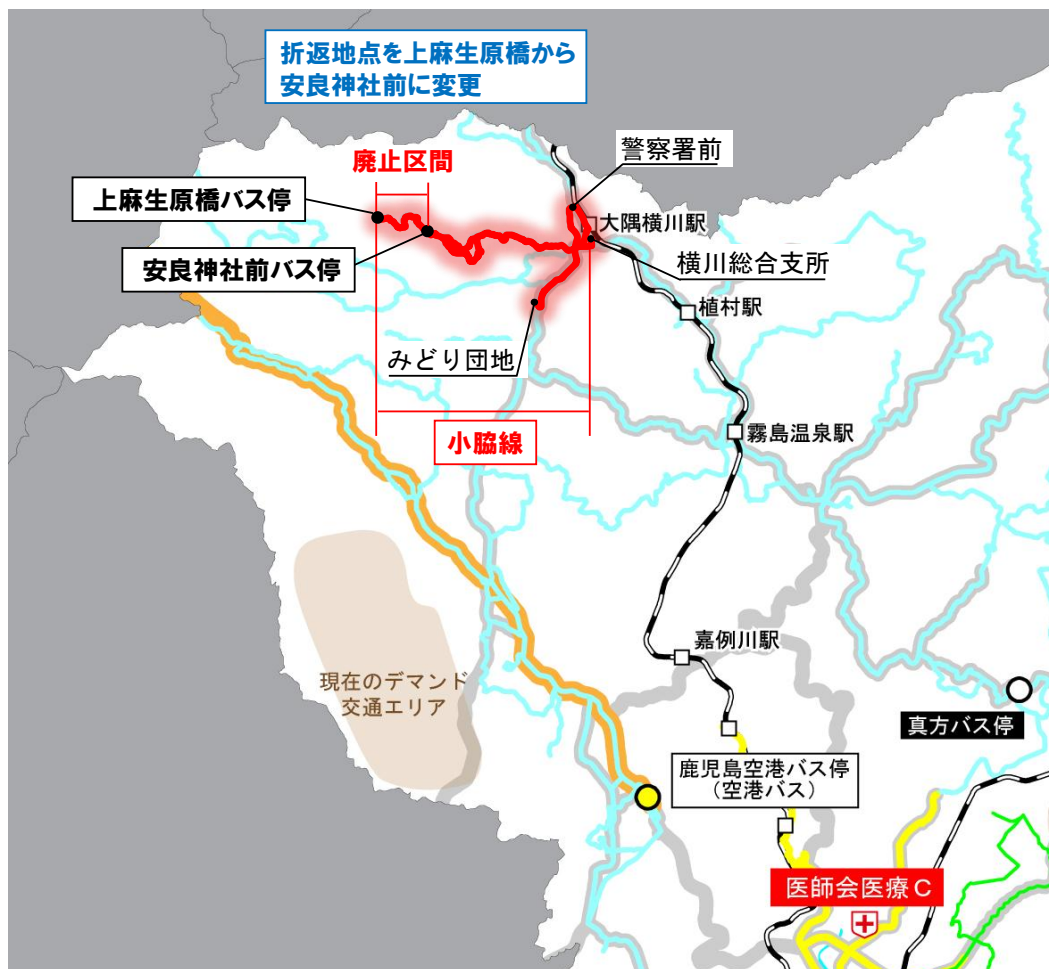 折返地点を上麻生原橋から
安良神社前に変更
廃止区間
警察署前
上麻生原橋バス停
大隅横川駅
安良神社前バス停
横川総合支所
植村駅
みどり団地
小脇線
霧島温泉駅
嘉例川駅
現在のデマンド
交通エリア
真方バス停
鹿児島空港バス停
(空港バス)
医師会医療C